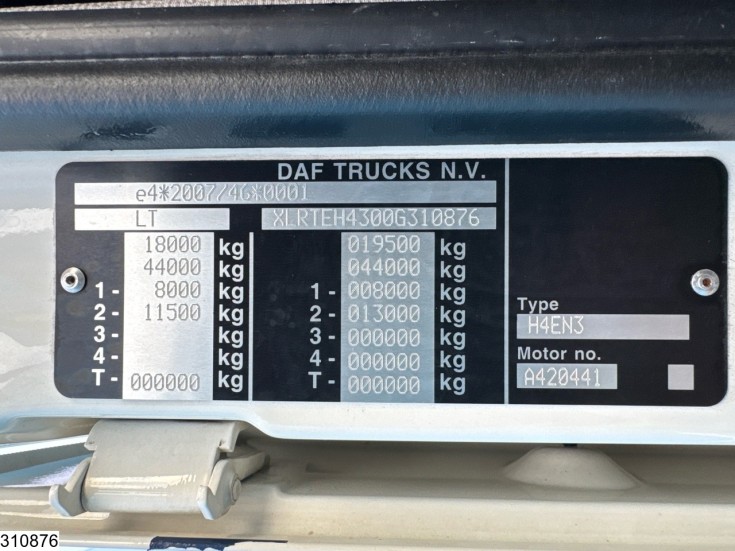 DAF TRUCKS N.V.
e4*2007/46*0001
LT XLRTEH4300G310876
18000 kg 019500 kg
44000 kg 044000 kg
1 - 8000 kg 1 - 008000 kg
2 - 11500 kg 2 - 013000 kg
3 - kg 3 - 000000 kg
4 - kg 4 - 000000 kg
T - 000000 kg T - 000000 kg
Type
H4EN3
Motor no.
A420441
310876